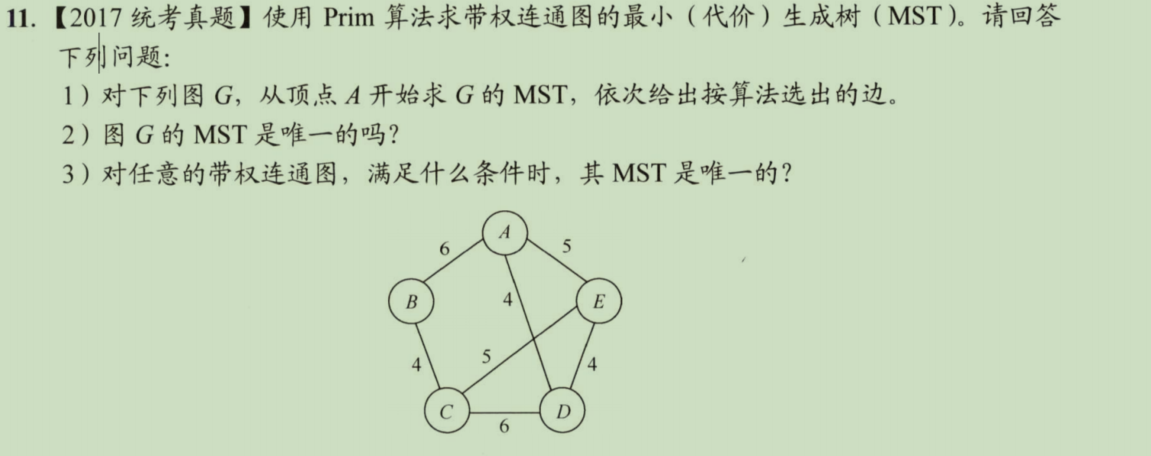 11.【2017 统考真题】使用 Prim 算法求带权连通图的最小（代价）生成树（MST）。请回答
下列问题：
1）对下列图 G，从顶点 A 开始求 G 的 MST，依次给出按算法选出的边。
2）图 G 的 MST 是唯一的吗？
3）对任意的带权连通图，满足什么条件时，其 MST 是唯一的？
A
6
5
B
4
E
4
5
4
C
D
6